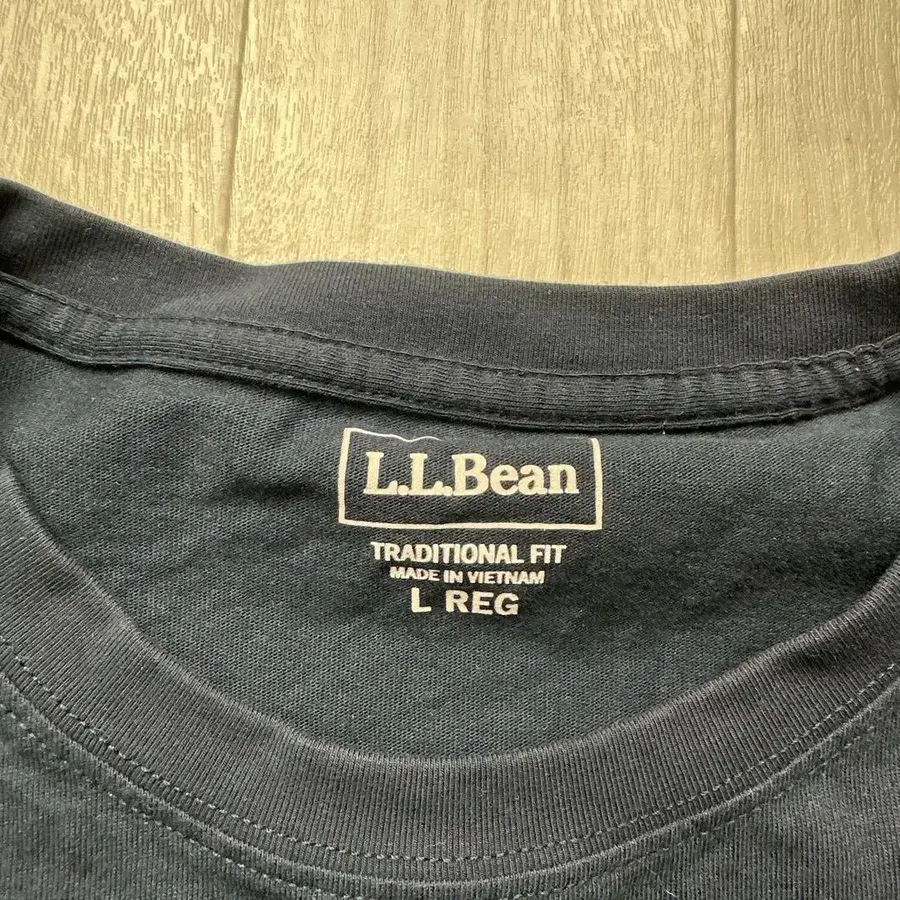 L.L.Bean
TRADITIONAL FIT
MADE IN VIETNAM
L REG